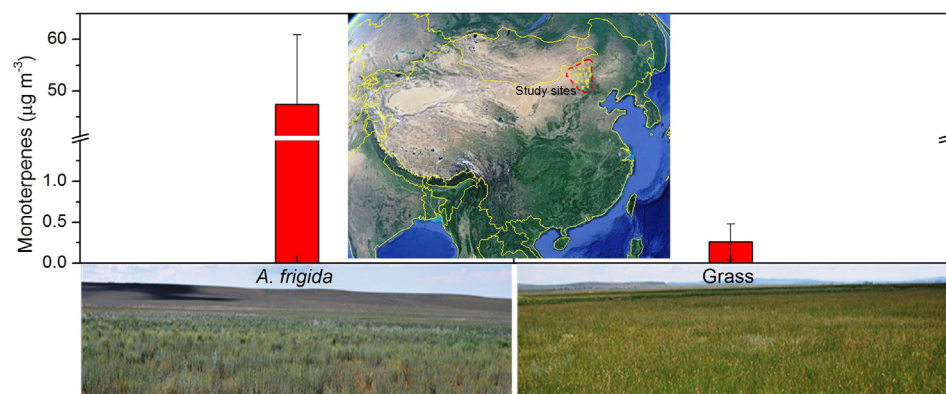 Monoterpenes (μg m⁻³)
60
50
1.0
0.5
0.0
Study sites
A. frigida
Grass